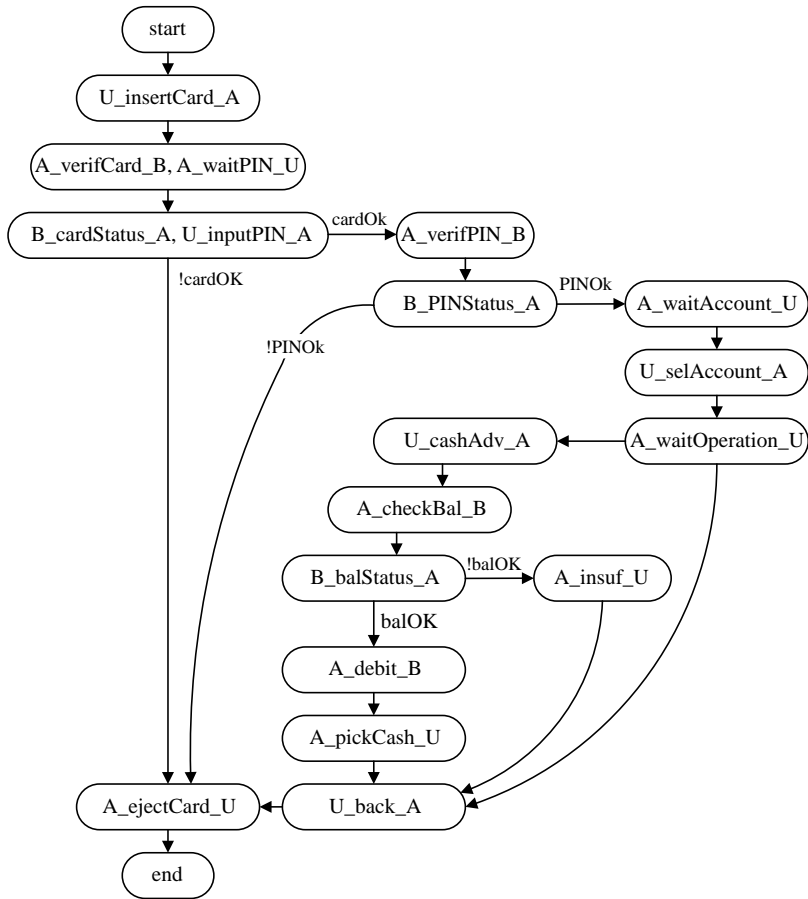 start
U_insertCard_A
A_verifCard_B, A_waitPIN_U
B_cardStatus_A, U_inputPIN_A
cardOk
A_verifPIN_B
!cardOK
B_PINStatus_A
PINOk
A_waitAccount_U
!PINOk
U_selAccount_A
U_cashAdv_A
A_waitOperation_U
A_checkBal_B
B_balStatus_A
!balOK
A_insuf_U
balOK
A_debit_B
A_pickCash_U
A_ejectCard_U
U_back_A
end